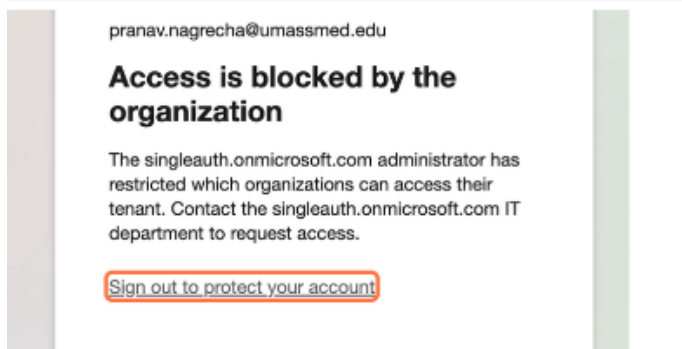 pranav.nagrecha@umassmed.edu
Access is blocked by the
organization
The singleauth.onmicrosoft.com administrator has
restricted which organizations can access their
tenant. Contact the singleauth.onmicrosoft.com IT
department to request access.
Sign out to protect your account